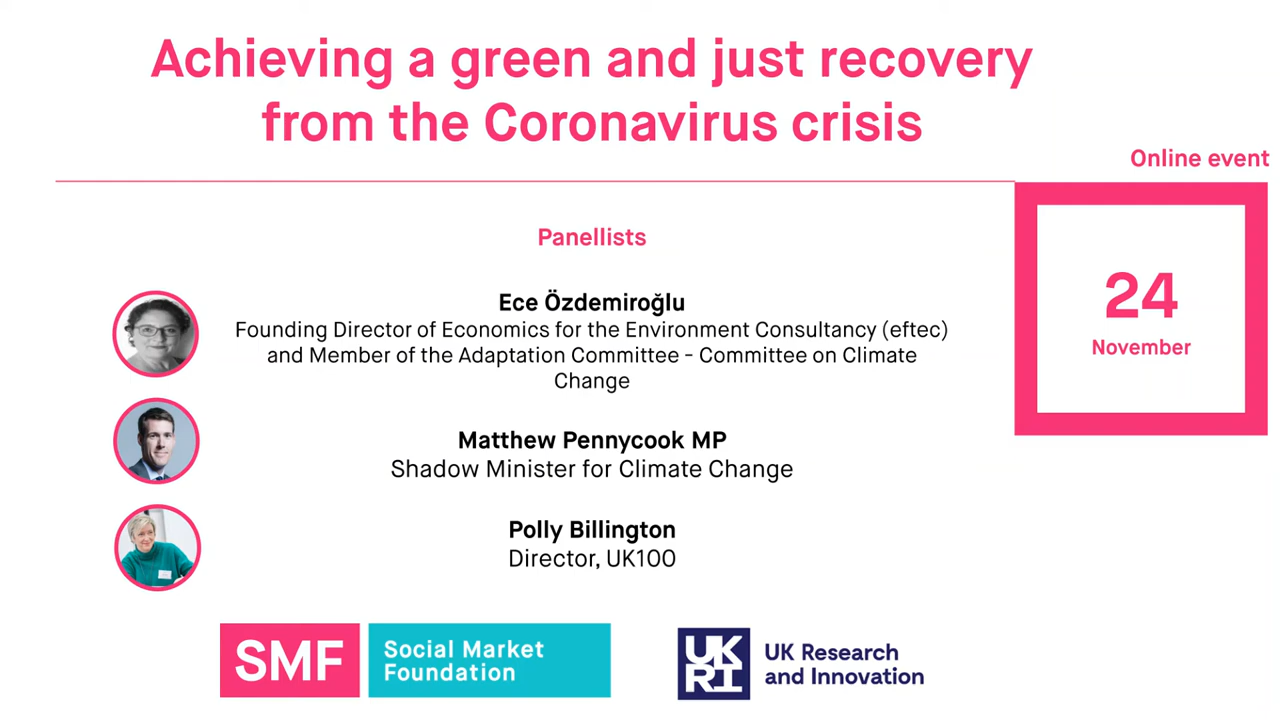 Achieving a green and just recovery
from the Coronavirus crisis
Online event
Panellists
24
November
Ece Özdemiroğlu
Founding Director of Economics for the Environment Consultancy (eftec)
and Member of the Adaptation Committee - Committee on Climate
Change
Matthew Pennycook MP
Shadow Minister for Climate Change
Polly Billington
Director, UK100
SMF
Social Market
Foundation
UK
RI
UK Research
and Innovation